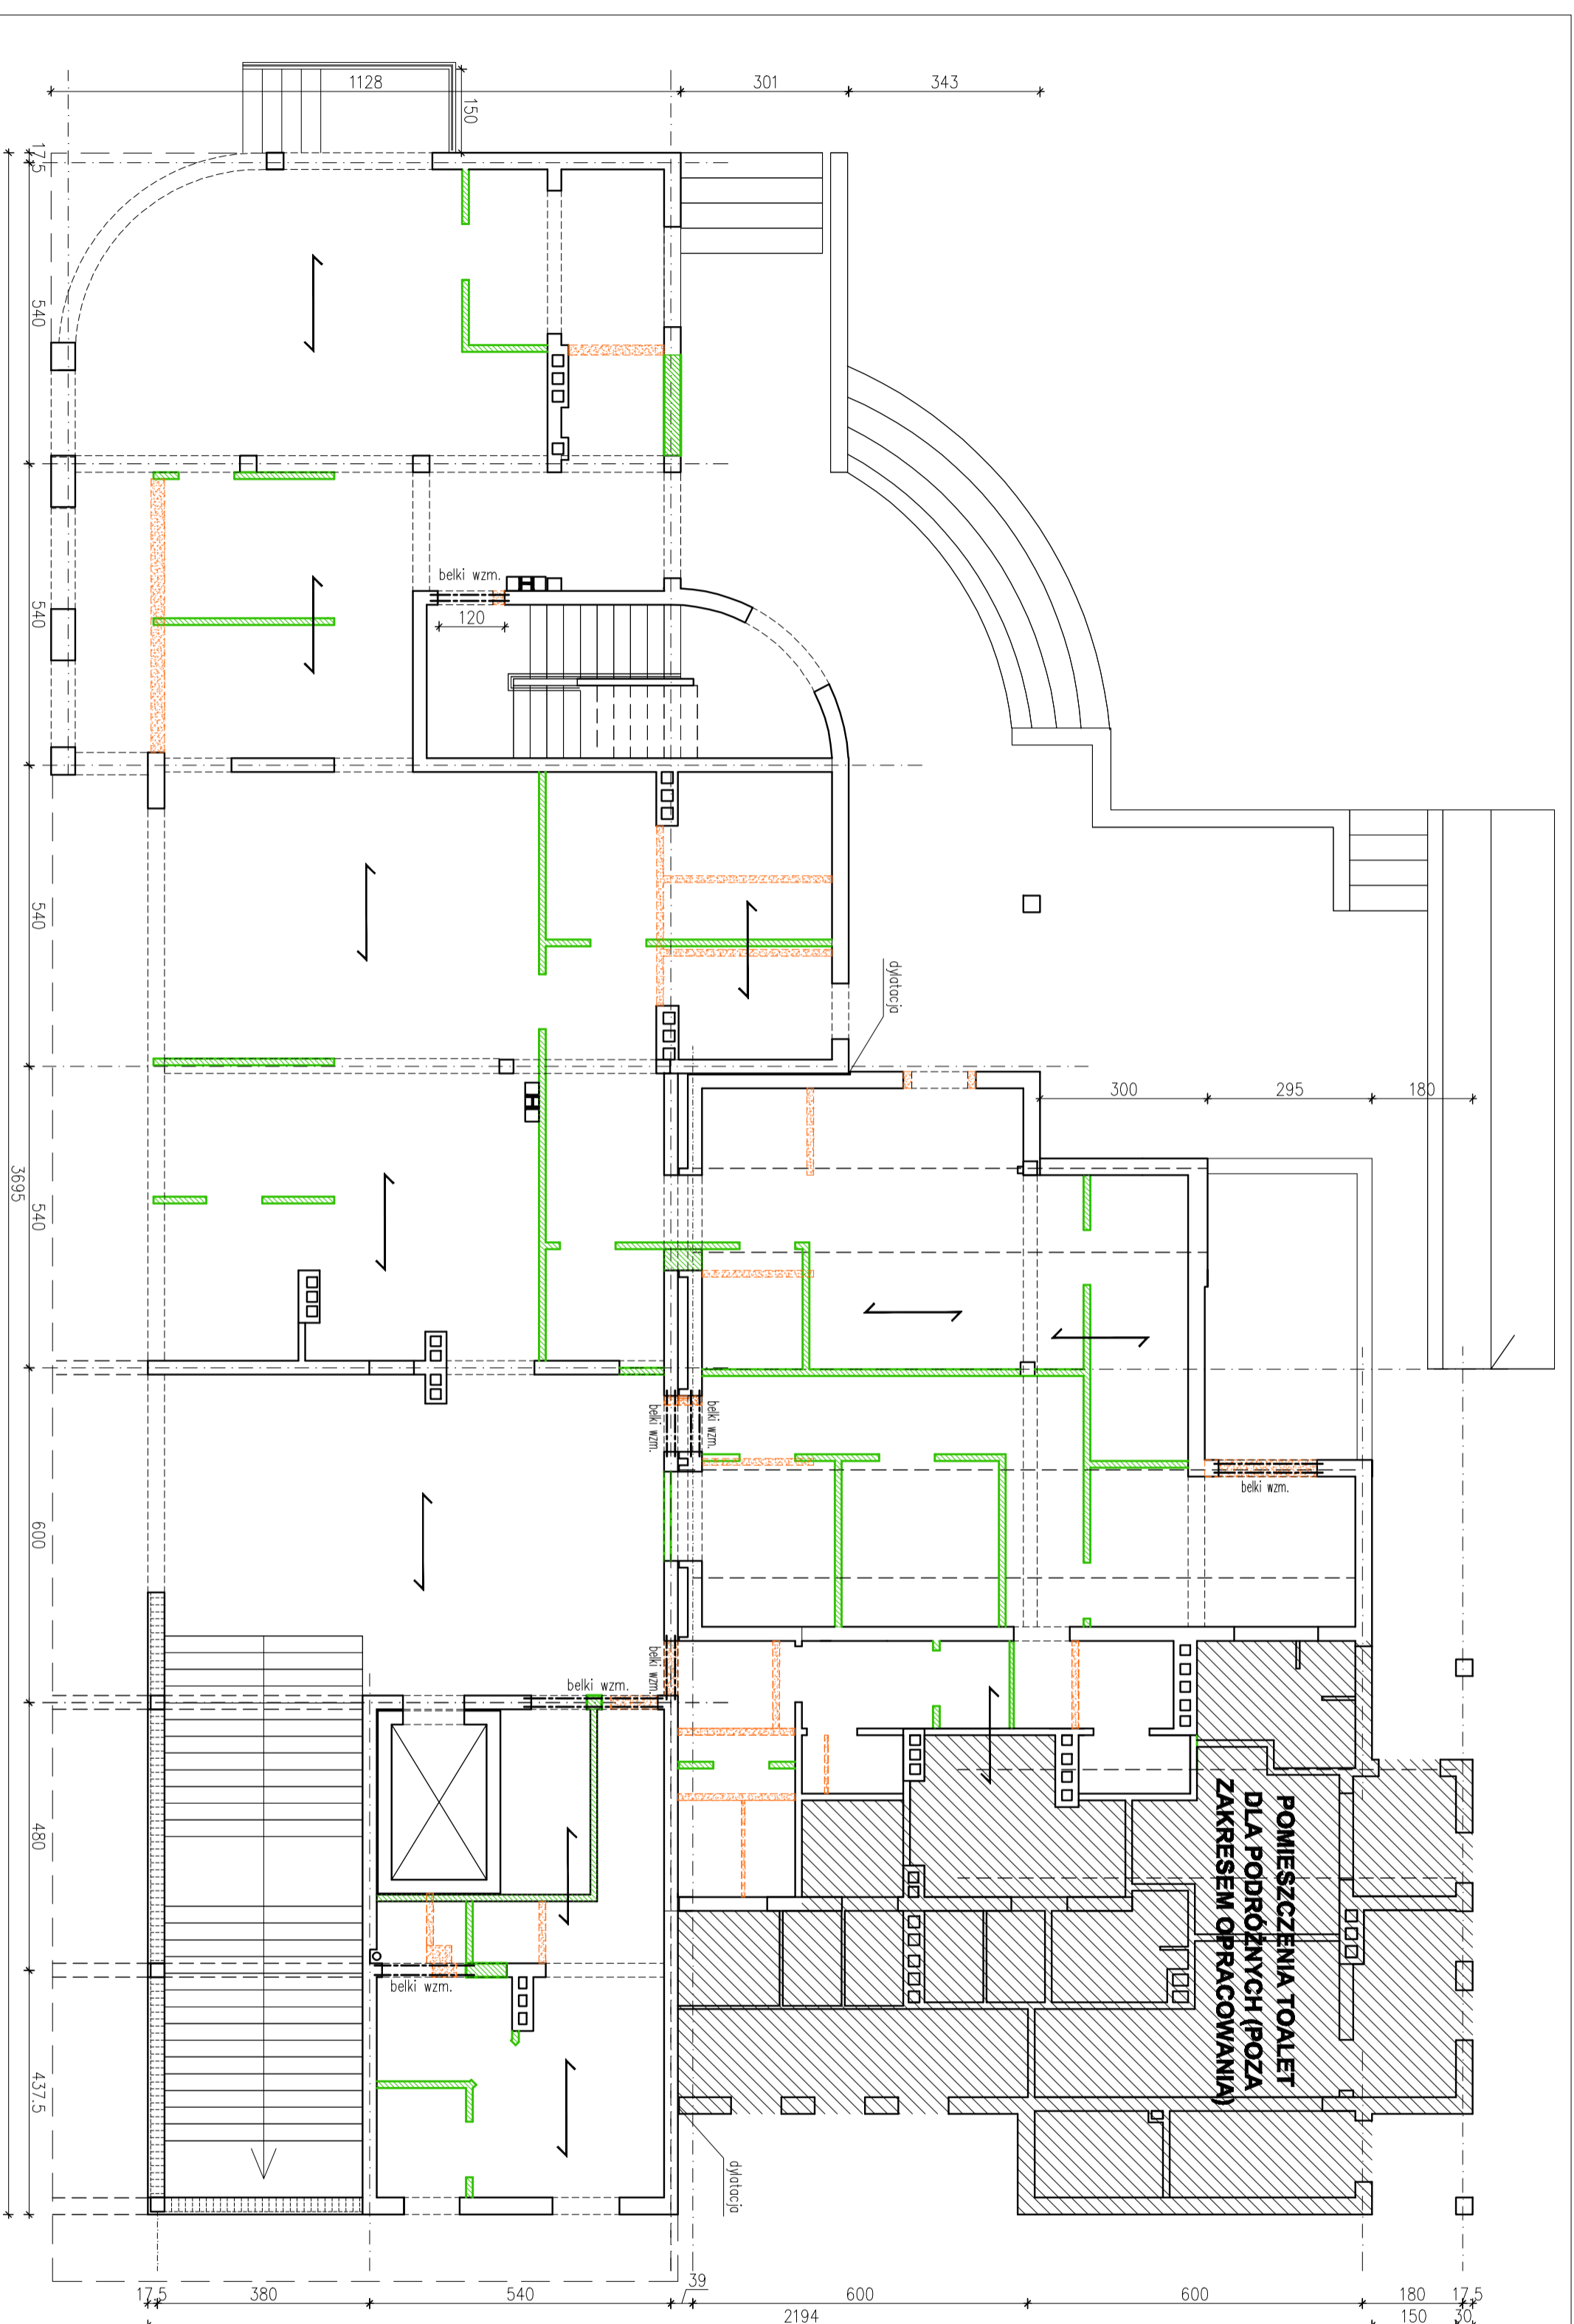 1128
301
343
150
17,5
540
540
540
540
600
480
437.5
3695
belki wzm.
120
dylatacja
300
295
180
belki wzm.
belki wzm.
belki wzm.
belki wzm.
belki wzm.
belki wzm.
POMIESZCZENIA TOALET
DLA PODRÓŻNYCH (POZA
ZAKRESEM OPRACOWANIA)
dylatacja
17,5
380
540
39
600
600
180
17,5
2194
150
30